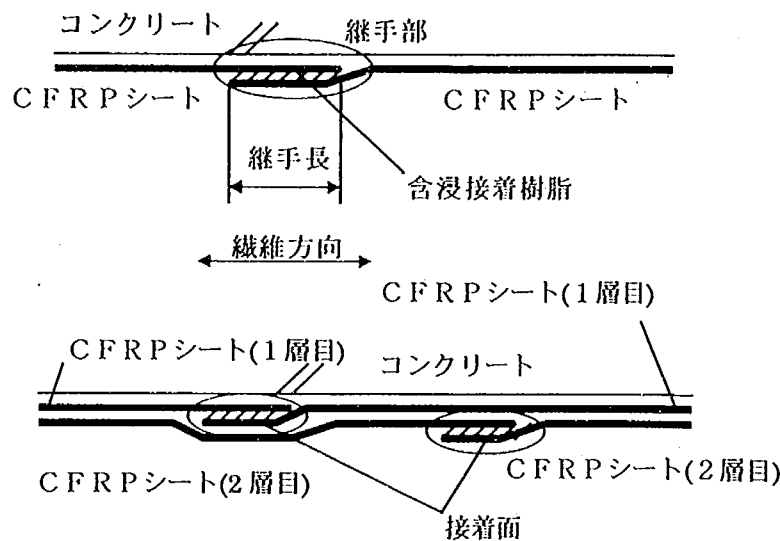 コンクリート
継手部
CFRPシート
CFRPシート
継手長
含浸接着樹脂
繊維方向
CFRPシート(1層目)
CFRPシート(1層目)
コンクリート
CFRPシート(2層目)
CFRPシート(2層目)
接着面